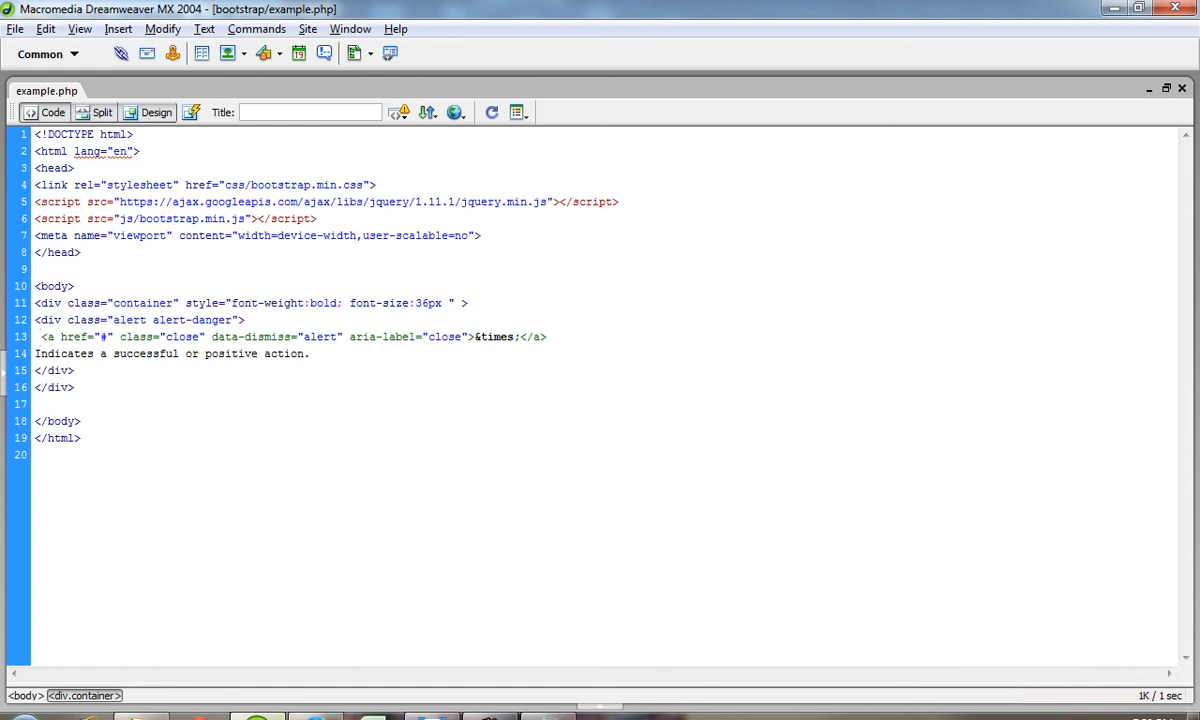 Macromedia Dreamweaver MX 2004 - [bootstrap/example.php]
File Edit View Insert Modify Text Commands Site Window Help
Common
example.php
Code Split Design Title:
1 <!DOCTYPE html>
2 <html lang="en">
3 <head>
4 <link rel="stylesheet" href="css/bootstrap.min.css">
5 <script src="https://ajax.googleapis.com/ajax/libs/jquery/1.11.1/jquery.min.js"></script>
6 <script src="js/bootstrap.min.js"></script>
7 <meta name="viewport" content="width=device-width,user-scalable=no">
8 </head>
9
10 <body>
11 <div class="container" style="font-weight:bold; font-size:36px " >
12 <div class="alert alert-danger">
13 <a href="#" class="close" data-dismiss="alert" aria-label="close">&times;</a>
14 Indicates a successful or positive action.
15 </div>
16 </div>
17
18 </body>
19 </html>
20
<body> <div.container> 1K / 1 sec